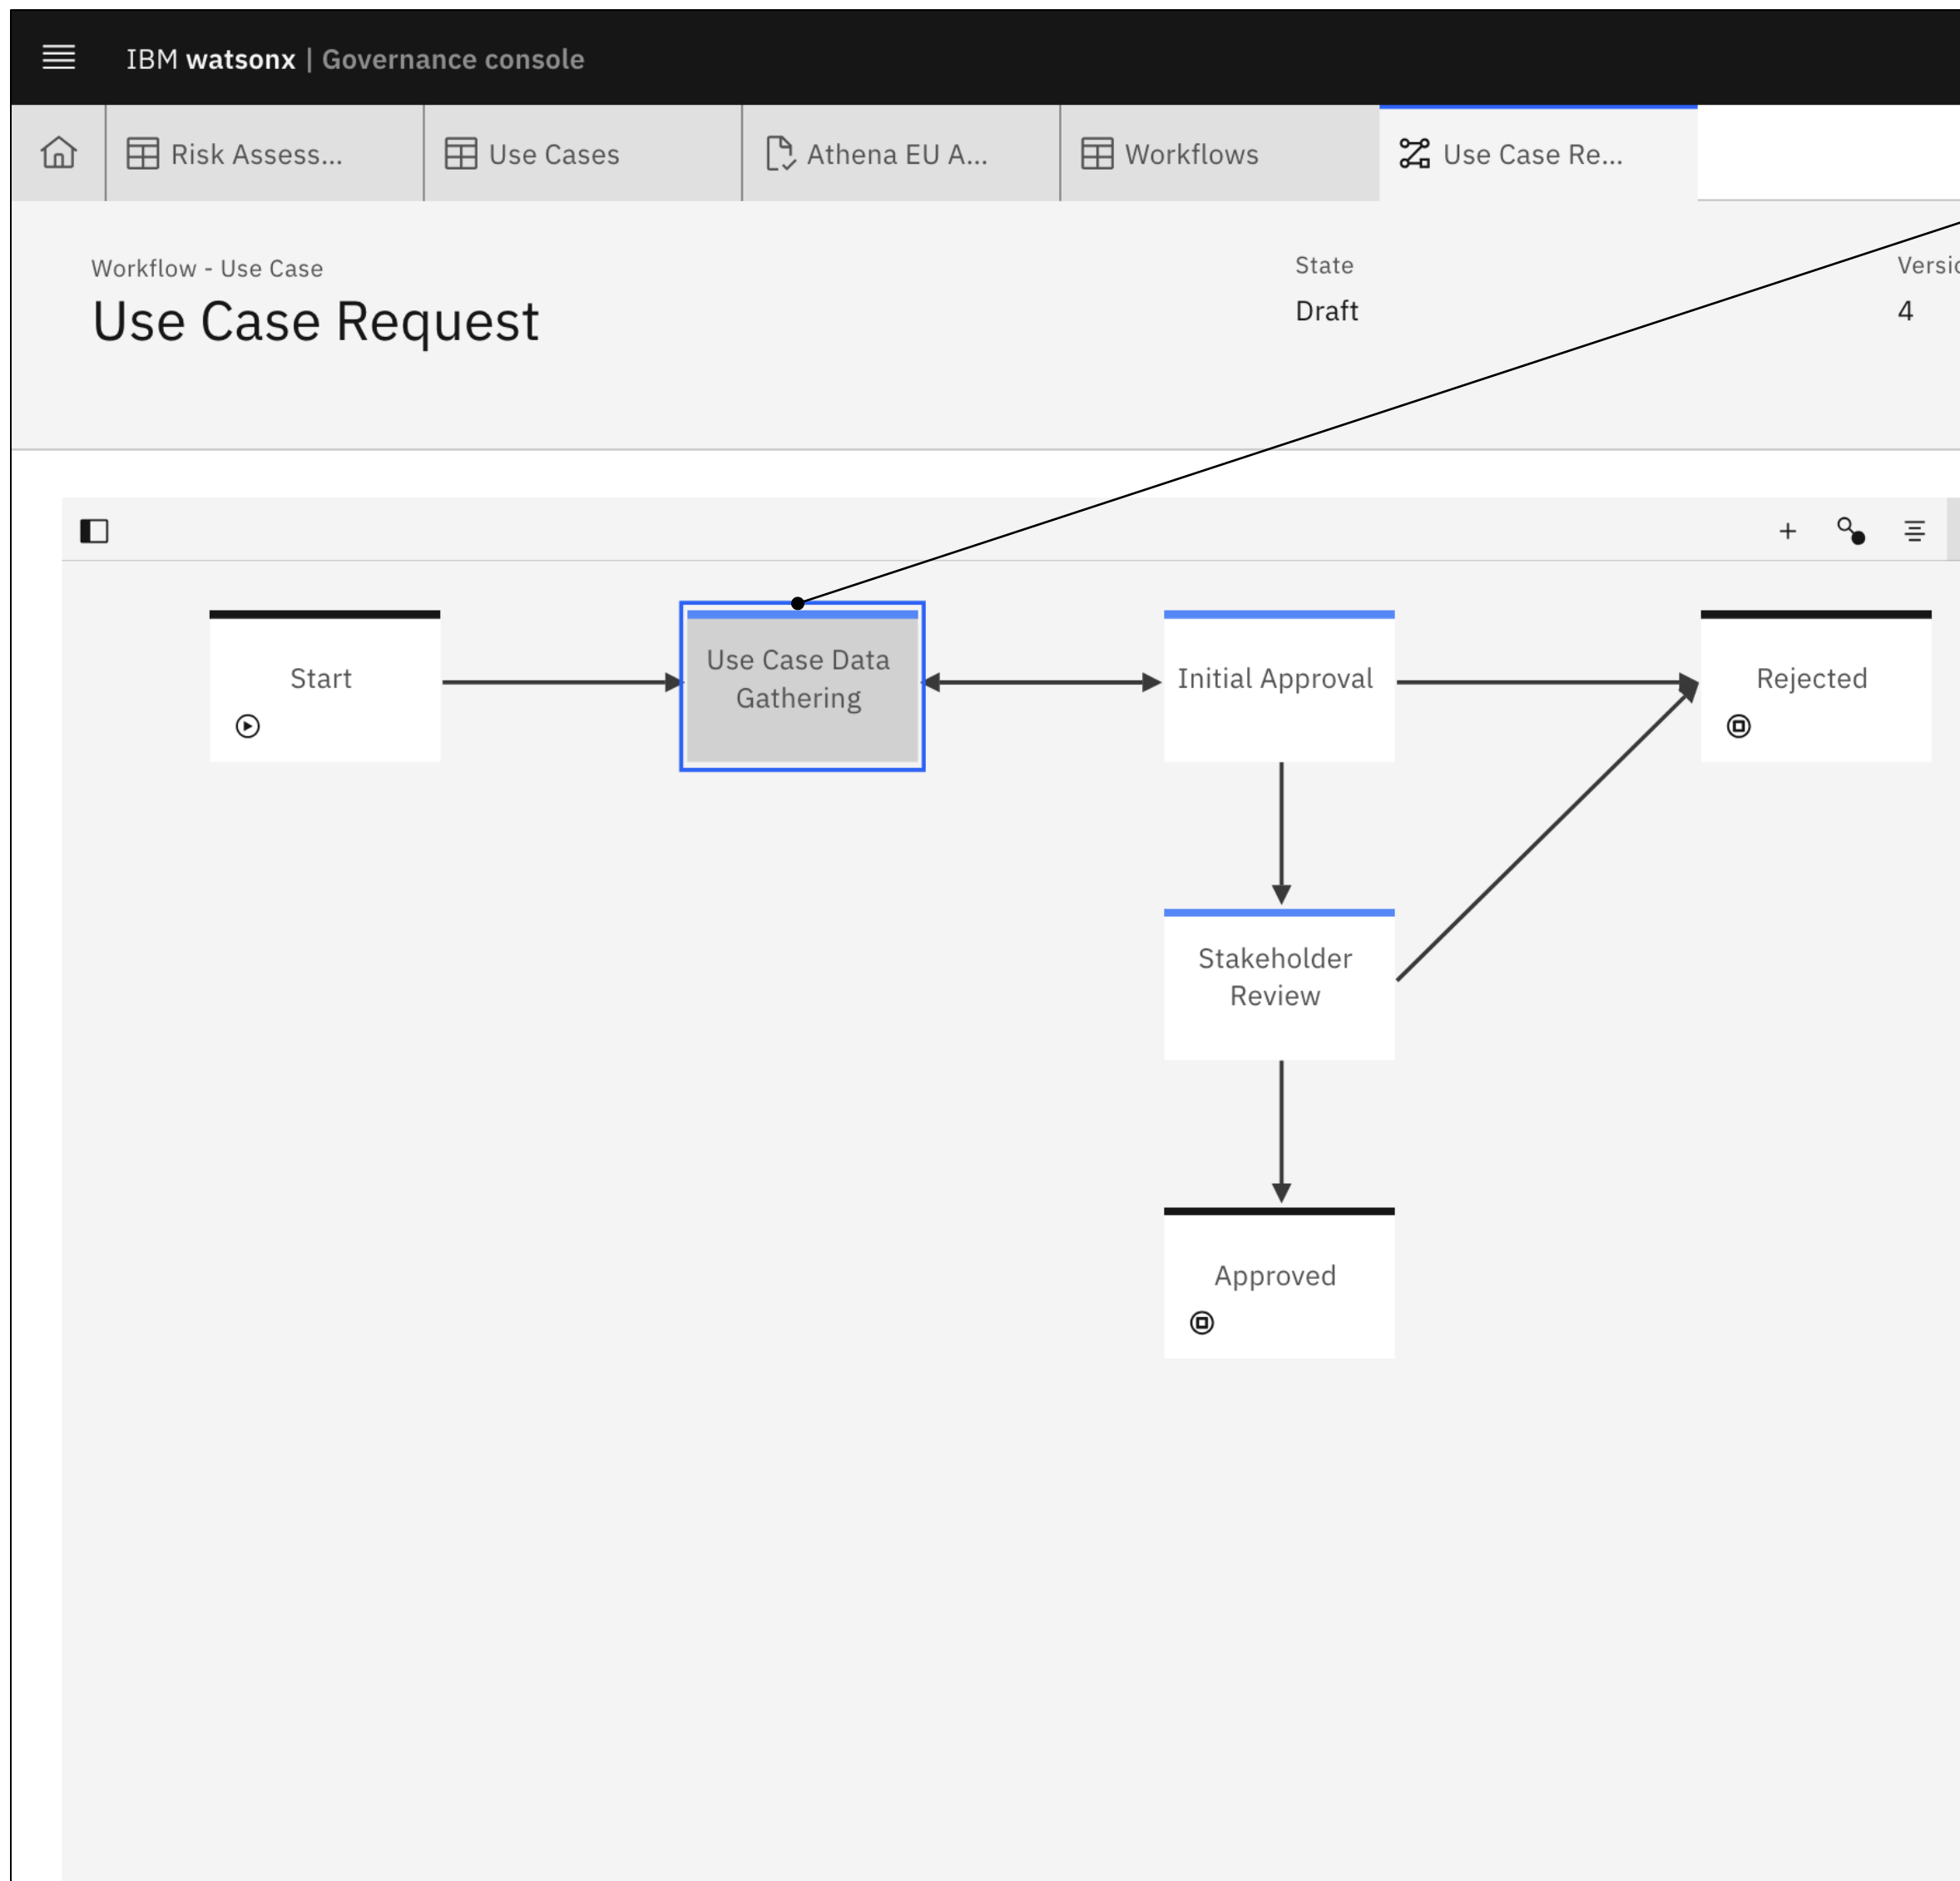 IBM watsonx | Governance console
Risk Assess...
Use Cases
Athena EU A...
Workflows
Use Case Re...
Workflow - Use Case
Use Case Request
State
Draft
Versio
4
Start
Use Case Data
Gathering
Initial Approval
Rejected
Stakeholder
Review
Approved